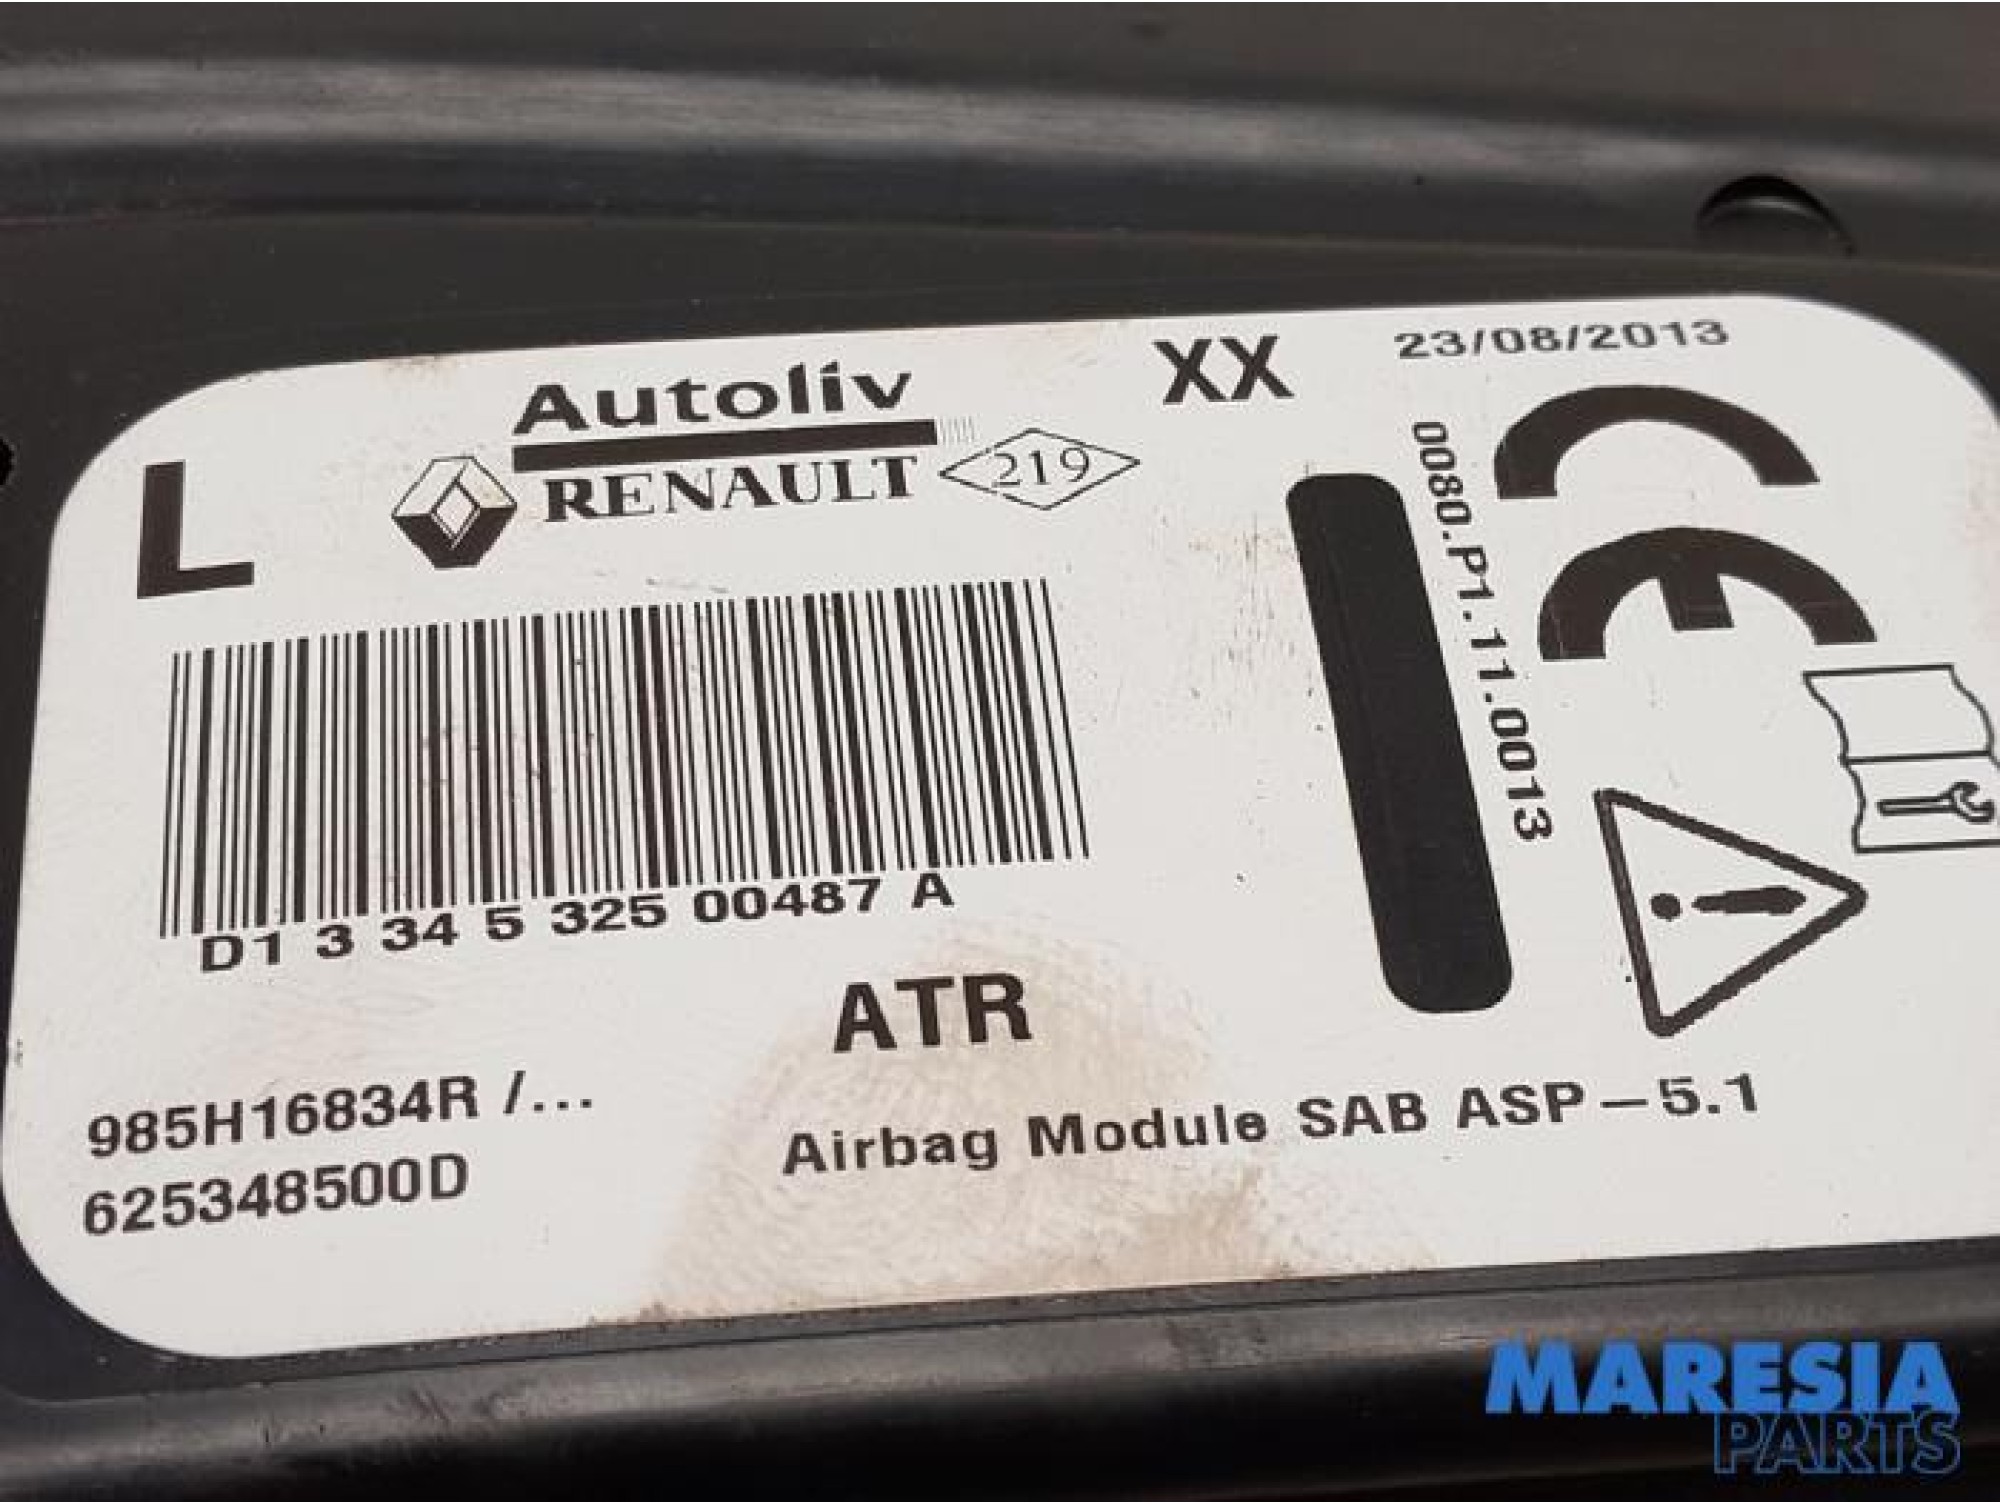 XX 23/08/2013
Autoliv
L RENAULT 219
CE
0080.P1.11.0013
D1 3 34 5 325 00487 A
ATR
985H16834R /...
625348500D
Airbag Module SAB ASP-5.1
MARESIA
PARTS